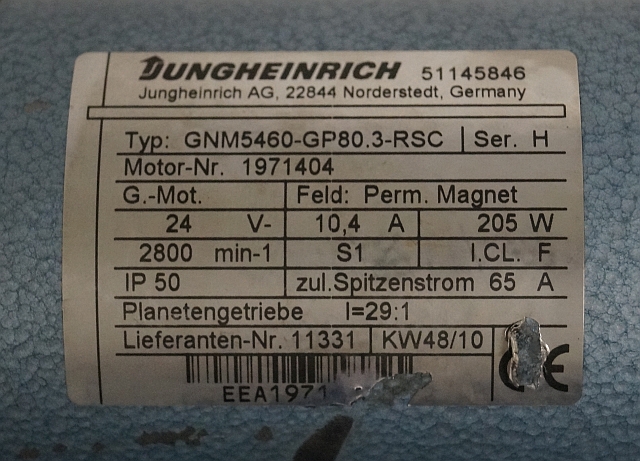 JUNGHEINRICH 51145846
Jungheinrich AG, 22844 Norderstedt, Germany
Typ: GNM5460-GP80.3-RSC Ser. H
Motor-Nr. 1971404
G.-Mot. Feld: Perm. Magnet
24 V- 10,4 A 205 W
2800 min-1 S1 I.CL. F
IP 50 zul.Spitzenstrom 65 A
Planetengetriebe I=29:1
Lieferanten-Nr. 11331 KW48/10
CE
EEA1971